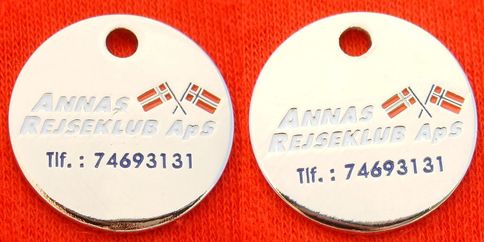 ANNAS
REJSEKLUB ApS
Tlf. : 74693131
ANNAS
REJSEKLUB ApS
Tlf. : 74693131